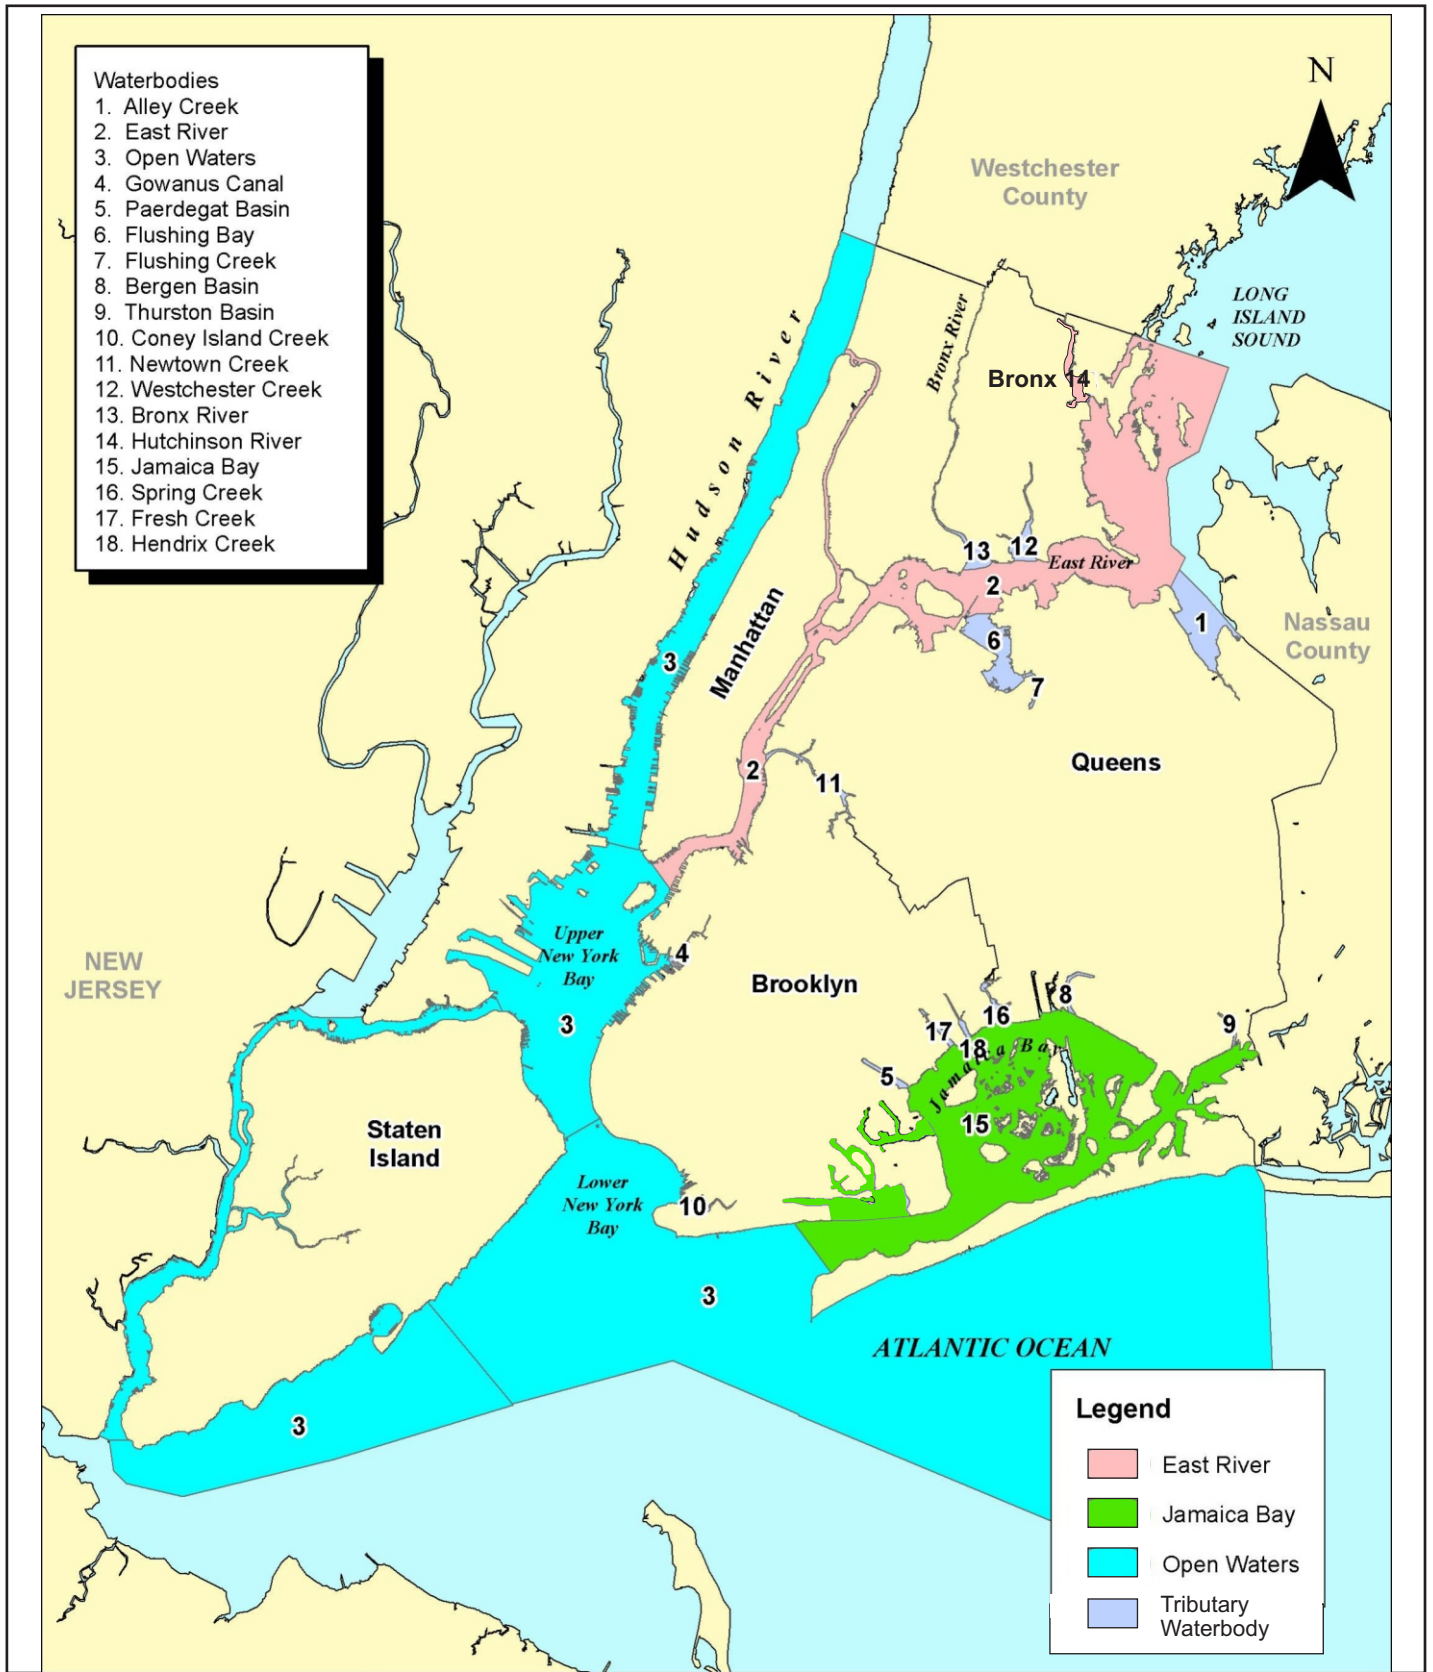 Waterbodies
1. Alley Creek
2. East River
3. Open Waters
4. Gowanus Canal
5. Paerdegat Basin
6. Flushing Bay
7. Flushing Creek
8. Bergen Basin
9. Thurston Basin
10. Coney Island Creek
11. Newtown Creek
12. Westchester Creek
13. Bronx River
14. Hutchinson River
15. Jamaica Bay
16. Spring Creek
17. Fresh Creek
18. Hendrix Creek
N
Westchester
County
LONG
ISLAND
SOUND
Hudson River
Bronx River
Bronx 14
13
12
East River
2
1
Nassau
County
6
7
3
Manhattan
Queens
2
11
NEW
JERSEY
Upper
New York
Bay
4
3
Brooklyn
8
16
17
18
9
Jamaica Bay
5
15
Staten
Island
Lower
New York
Bay
10
3
ATLANTIC OCEAN
3
Legend
East River
Jamaica Bay
Open Waters
Tributary
Waterbody